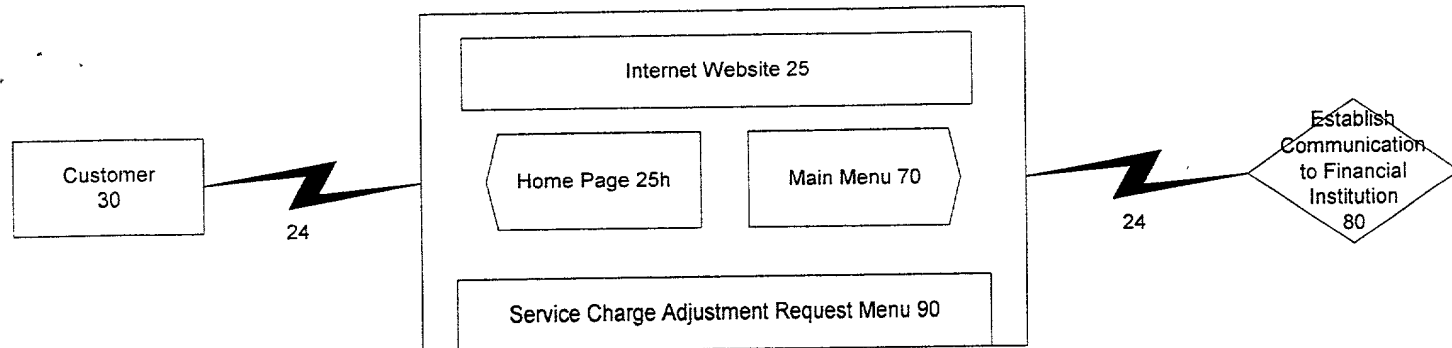 Internet Website 25
Customer
30
24
Home Page 25h
Main Menu 70
24
Establish
Communication
to Financial
Institution
80
Service Charge Adjustment Request Menu 90